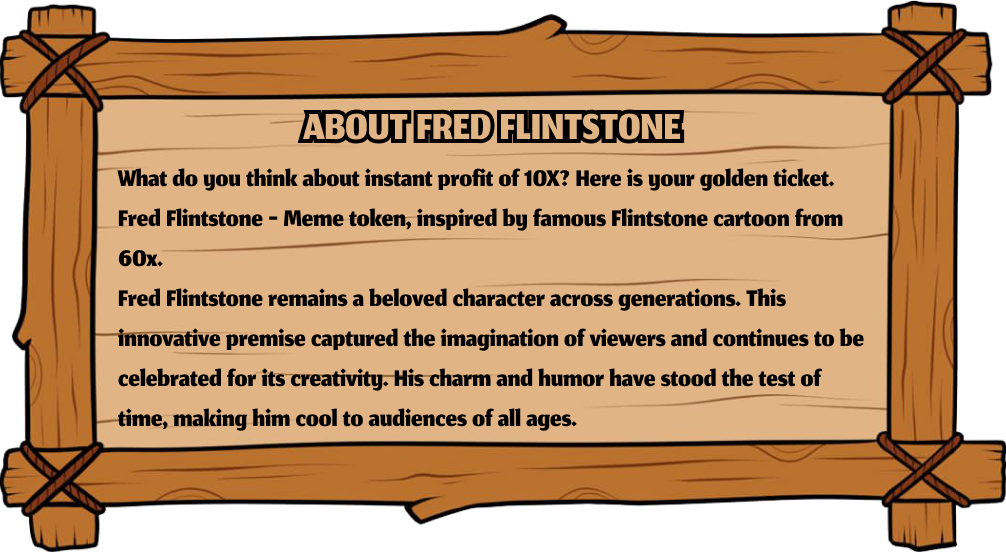 ABOUT FRED FLINTSTONE
What do you think about instant profit of 10X? Here is your golden ticket.
Fred Flintstone - Meme token, inspired by famous Flintstone cartoon from
60x.
Fred Flintstone remains a beloved character across generations. This
innovative premise captured the imagination of viewers and continues to be
celebrated for its creativity. His charm and humor have stood the test of
time, making him cool to audiences of all ages.